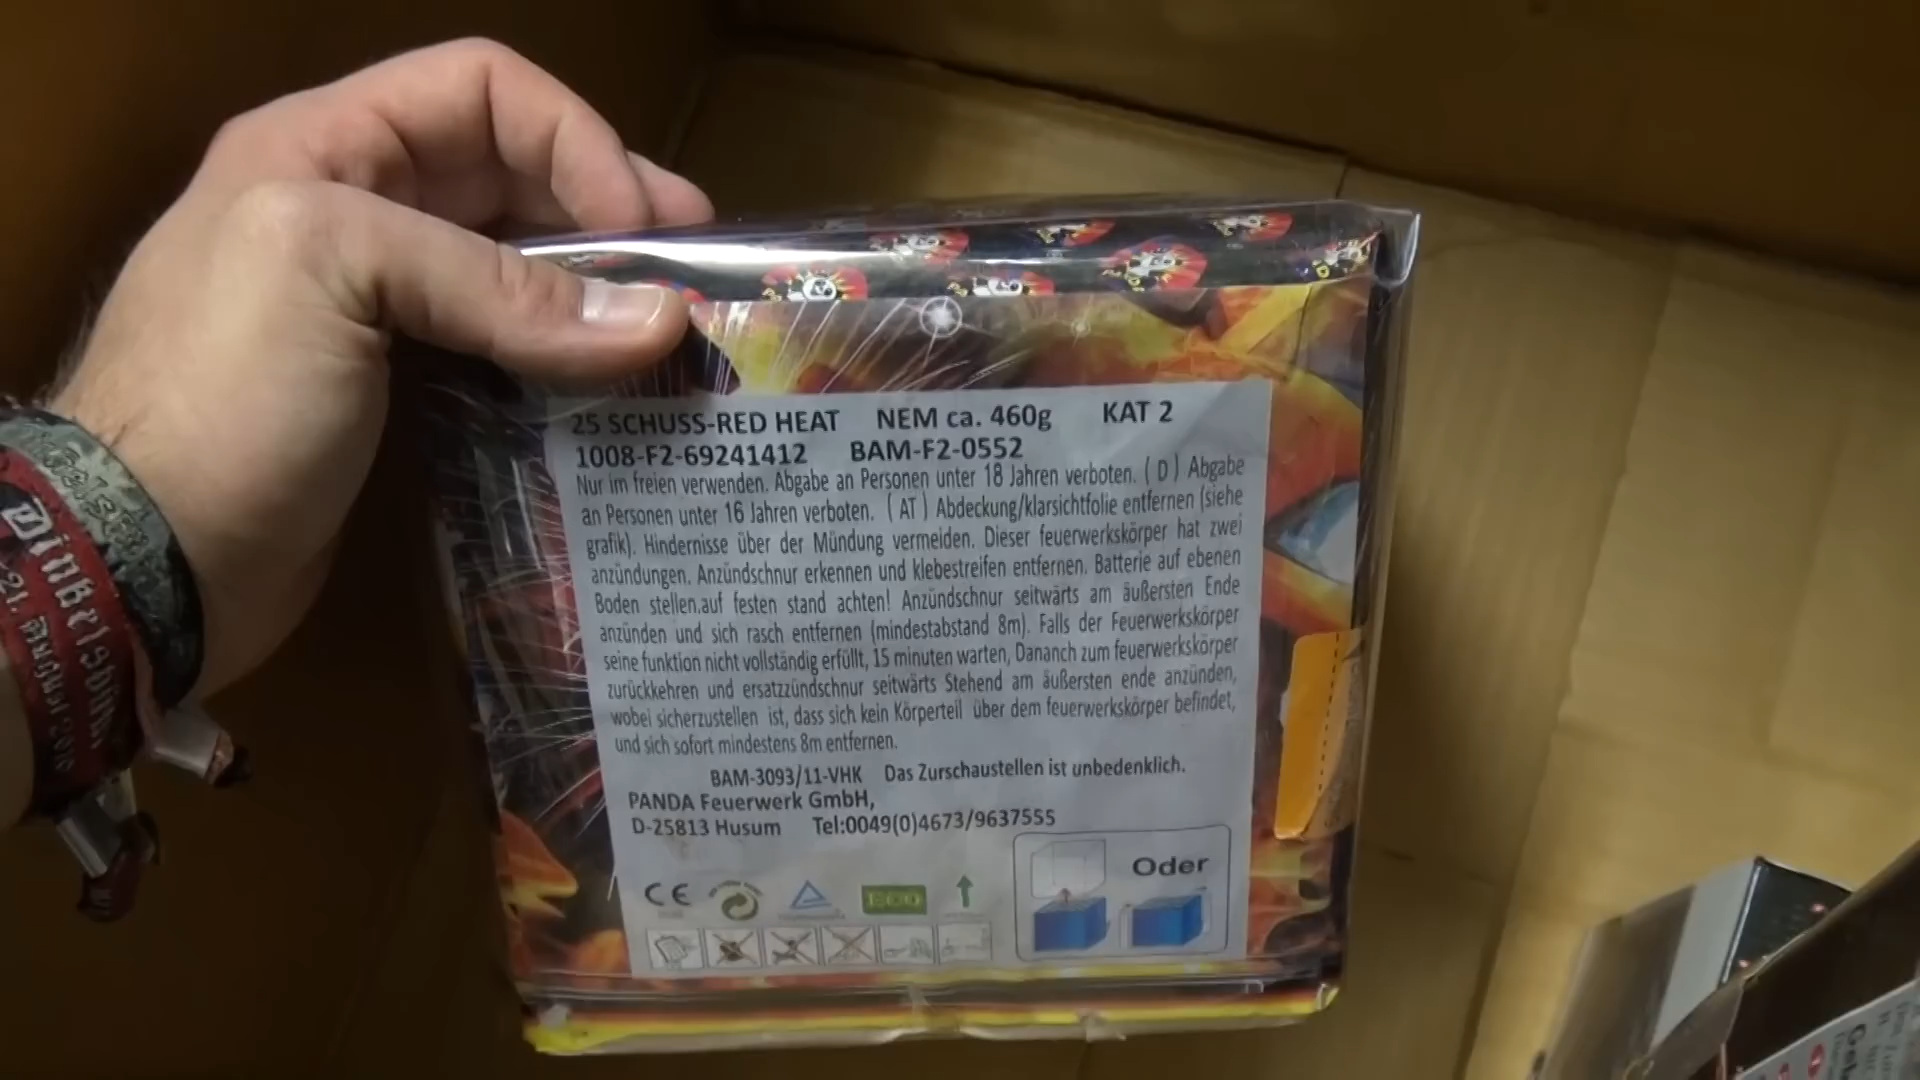 25 SCHUSS-RED HEAT NEM ca. 460g KAT 2
1008-F2-69241412 BAM-F2-0552
Nur im freien verwenden. Abgabe an Personen unter 18 Jahren verboten. ( D ) Abgabe
an Personen unter 16 Jahren verboten. ( AT ) Abdeckung/klarsichtfolie entfernen (siehe
grafik). Hindernisse über der Mündung vermeiden. Dieser feuerwerkskörper hat zwei
anzündungen. Anzündschnur erkennen und klebestreifen entfernen. Batterie auf ebenen
Boden stellen,auf festen stand achten! Anzündschnur seitwärts am äußersten Ende
anzünden und sich rasch entfernen (mindestabstand 8m). Falls der Feuerwerkskörper
seine funktion nicht vollständig erfüllt, 15 minuten warten, Dananch zum feuerwerkskörper
zurückkehren und ersatzzündschnur seitwärts Stehend am äußersten ende anzünden,
wobei sicherzustellen ist, dass sich kein Körperteil über dem feuerwerkskörper befindet,
und sich sofort mindestens 8m entfernen.
BAM-3093/11-VHK Das Zurschaustellen ist unbedenklich.
PANDA Feuerwerk GmbH,
D-25813 Husum Tel:0049(0)4673/9637555
Oder
CE ECO